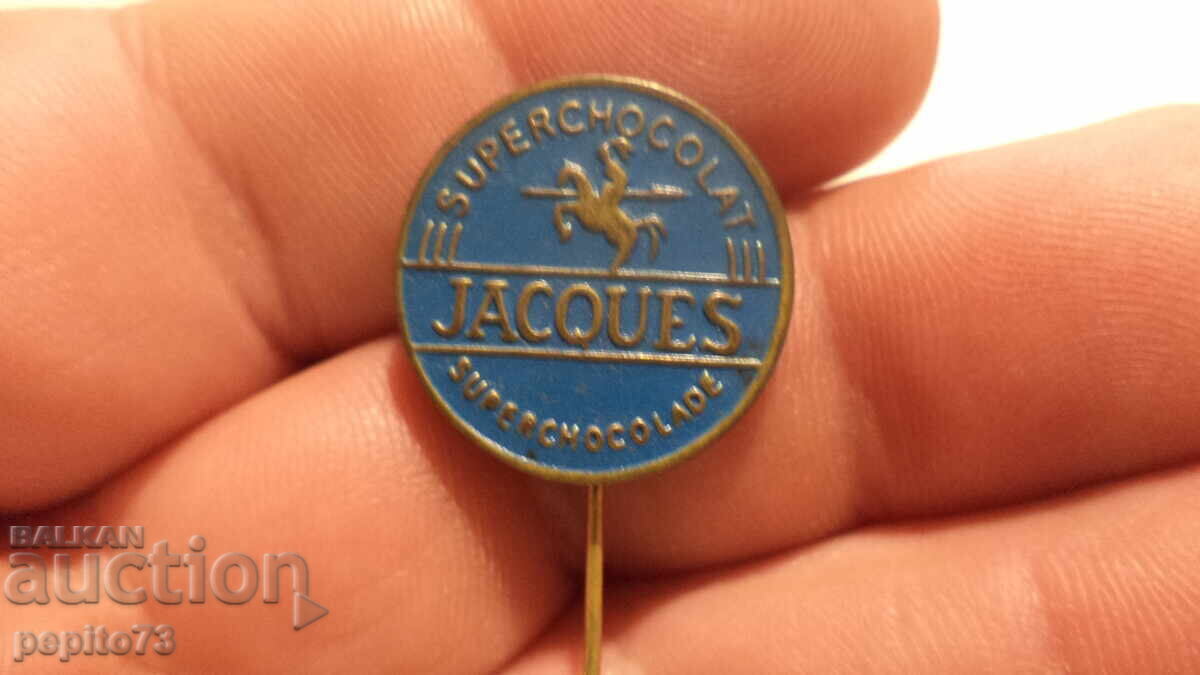 SUPERCHOCOLAT
JACQUES
SUPERCHOCOLADE
BALKAN
auction
pepito73